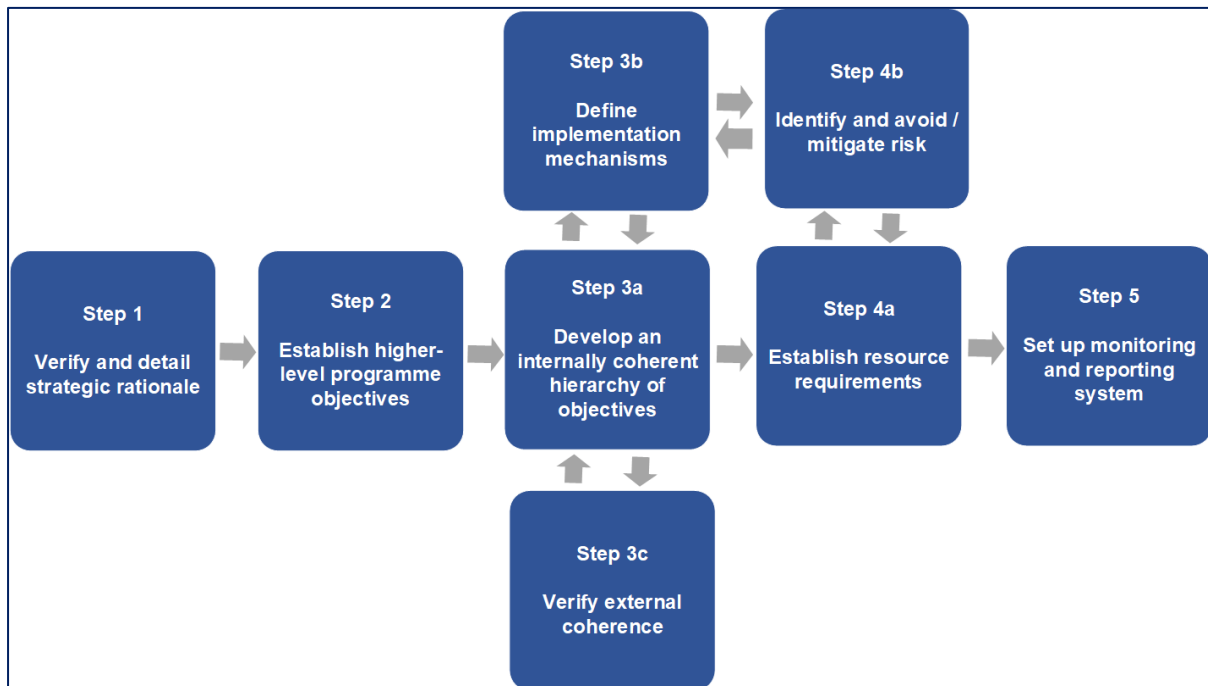 Step 3b
Define
implementation
mechanisms
Step 4b
Identify and avoid /
mitigate risk
Step 1
Verify and detail
strategic rationale
Step 2
Establish higher-
level programme
objectives
Step 3a
Develop an
internally coherent
hierarchy of
objectives
Step 4a
Establish resource
requirements
Step 5
Set up monitoring
and reporting
system
Step 3c
Verify external
coherence